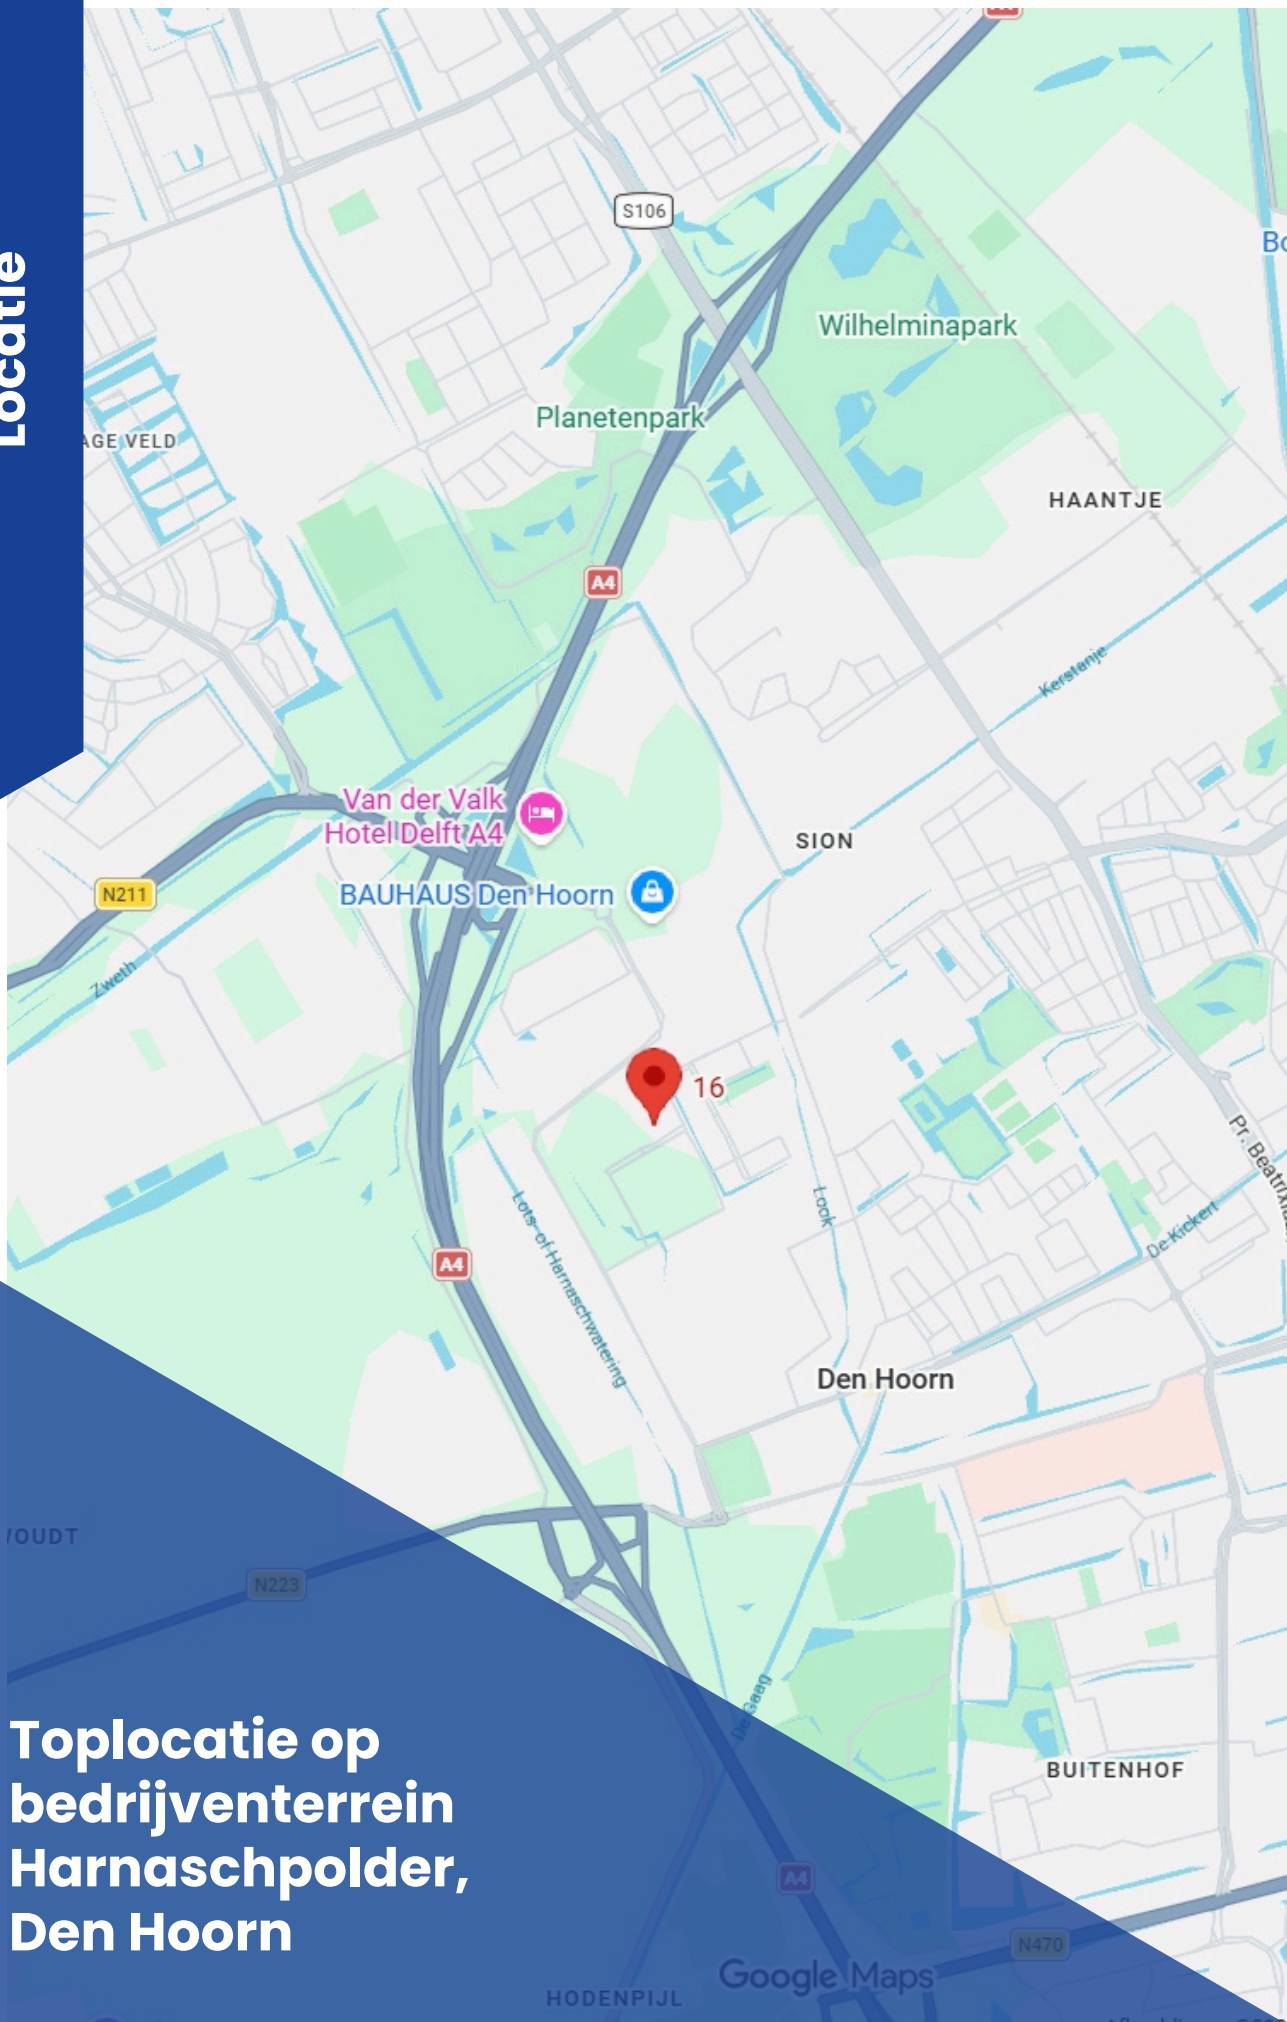 Locatie
S106
Wilhelminapark
Planetenpark
AGE VELD
HAANTJE
A4
Kerstanje
Van der Valk
Hotel Delft A4
SION
BAUHAUS Den Hoorn
N211
Zweth
16
Look
Lots- of Harnaschwatering
De Kickert
A4
Den Hoorn
OUDT
N223
De Gaag
BUITENHOF
Toplocatie op
bedrijventerrein
Harnaschpolder,
Den Hoorn
A4
N470
Google Maps
HODENPIJL